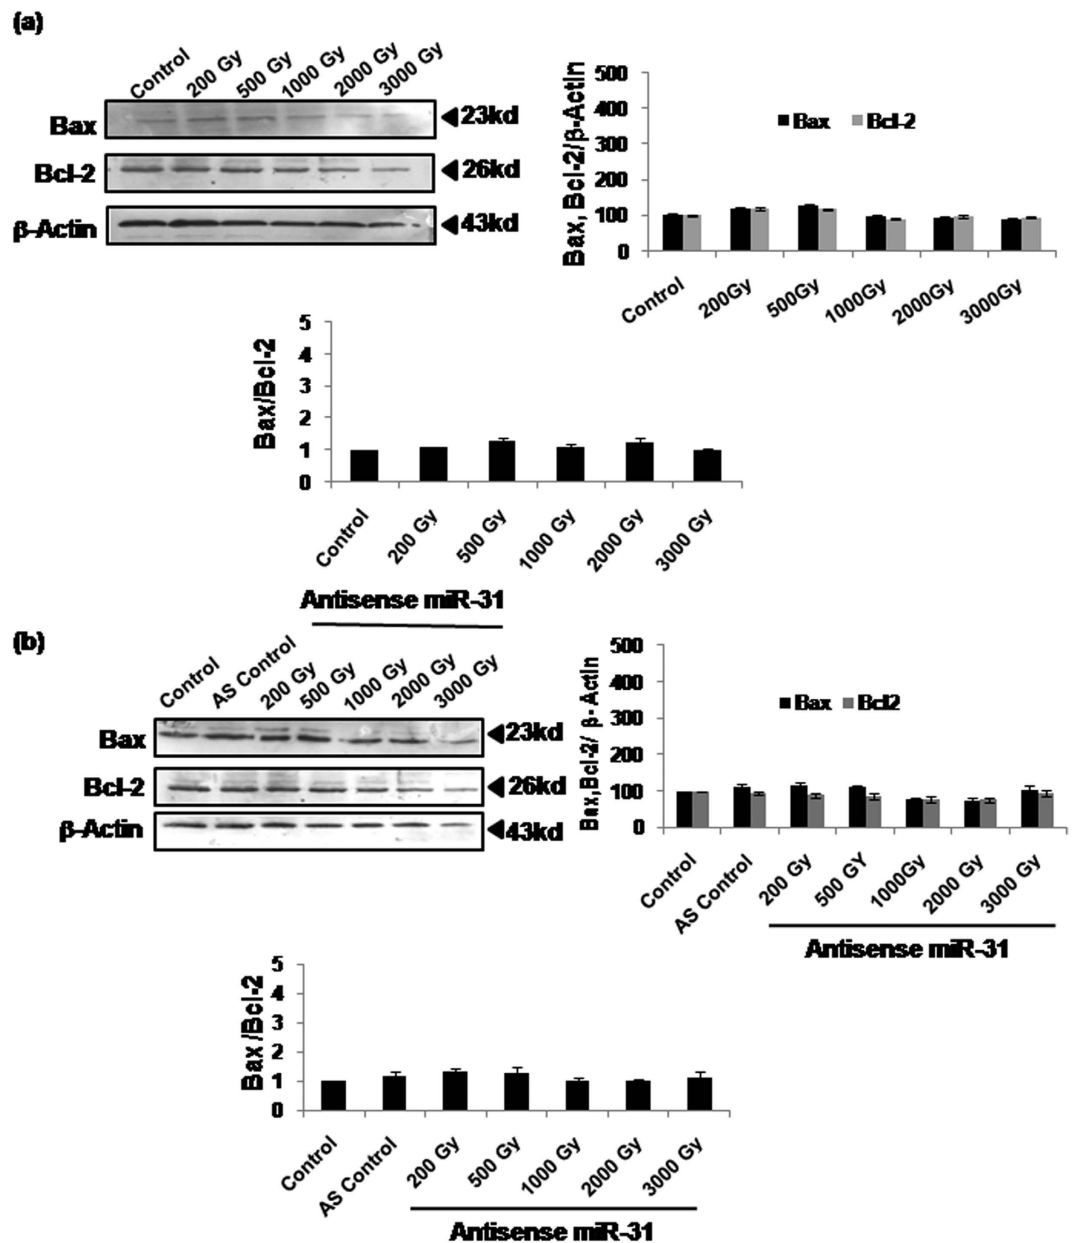 (a)
Control 200 Gy 500 Gy 1000 Gy 2000 Gy 3000 Gy
Bax 23kd
Bcl-2 26kd
β-Actin 43kd
Bax, Bcl-2/β-Actin
500
400
300
200
100
0
Bax Bcl-2
Control 200Gy 500Gy 1000Gy 2000Gy 3000Gy
Bax/Bcl-2
5
4
3
2
1
0
Control 200 Gy 500 Gy 1000 Gy 2000 Gy 3000 Gy
Antisense miR-31
(b)
Control AS Control 200 Gy 500 Gy 1000 Gy 2000 Gy 3000 Gy
Bax 23kd
Bcl-2 26kd
β-Actin 43kd
Bax,Bcl-2/ β- Actin
500
400
300
200
100
0
Bax Bcl2
Control AS Control 200 Gy 500 GY 1000Gy 2000 Gy 3000 Gy
Antisense miR-31
Bax /Bcl-2
5
4
3
2
1
0
Control AS Control 200 Gy 500 Gy 1000 Gy 2000 Gy 3000 Gy
Antisense miR-31